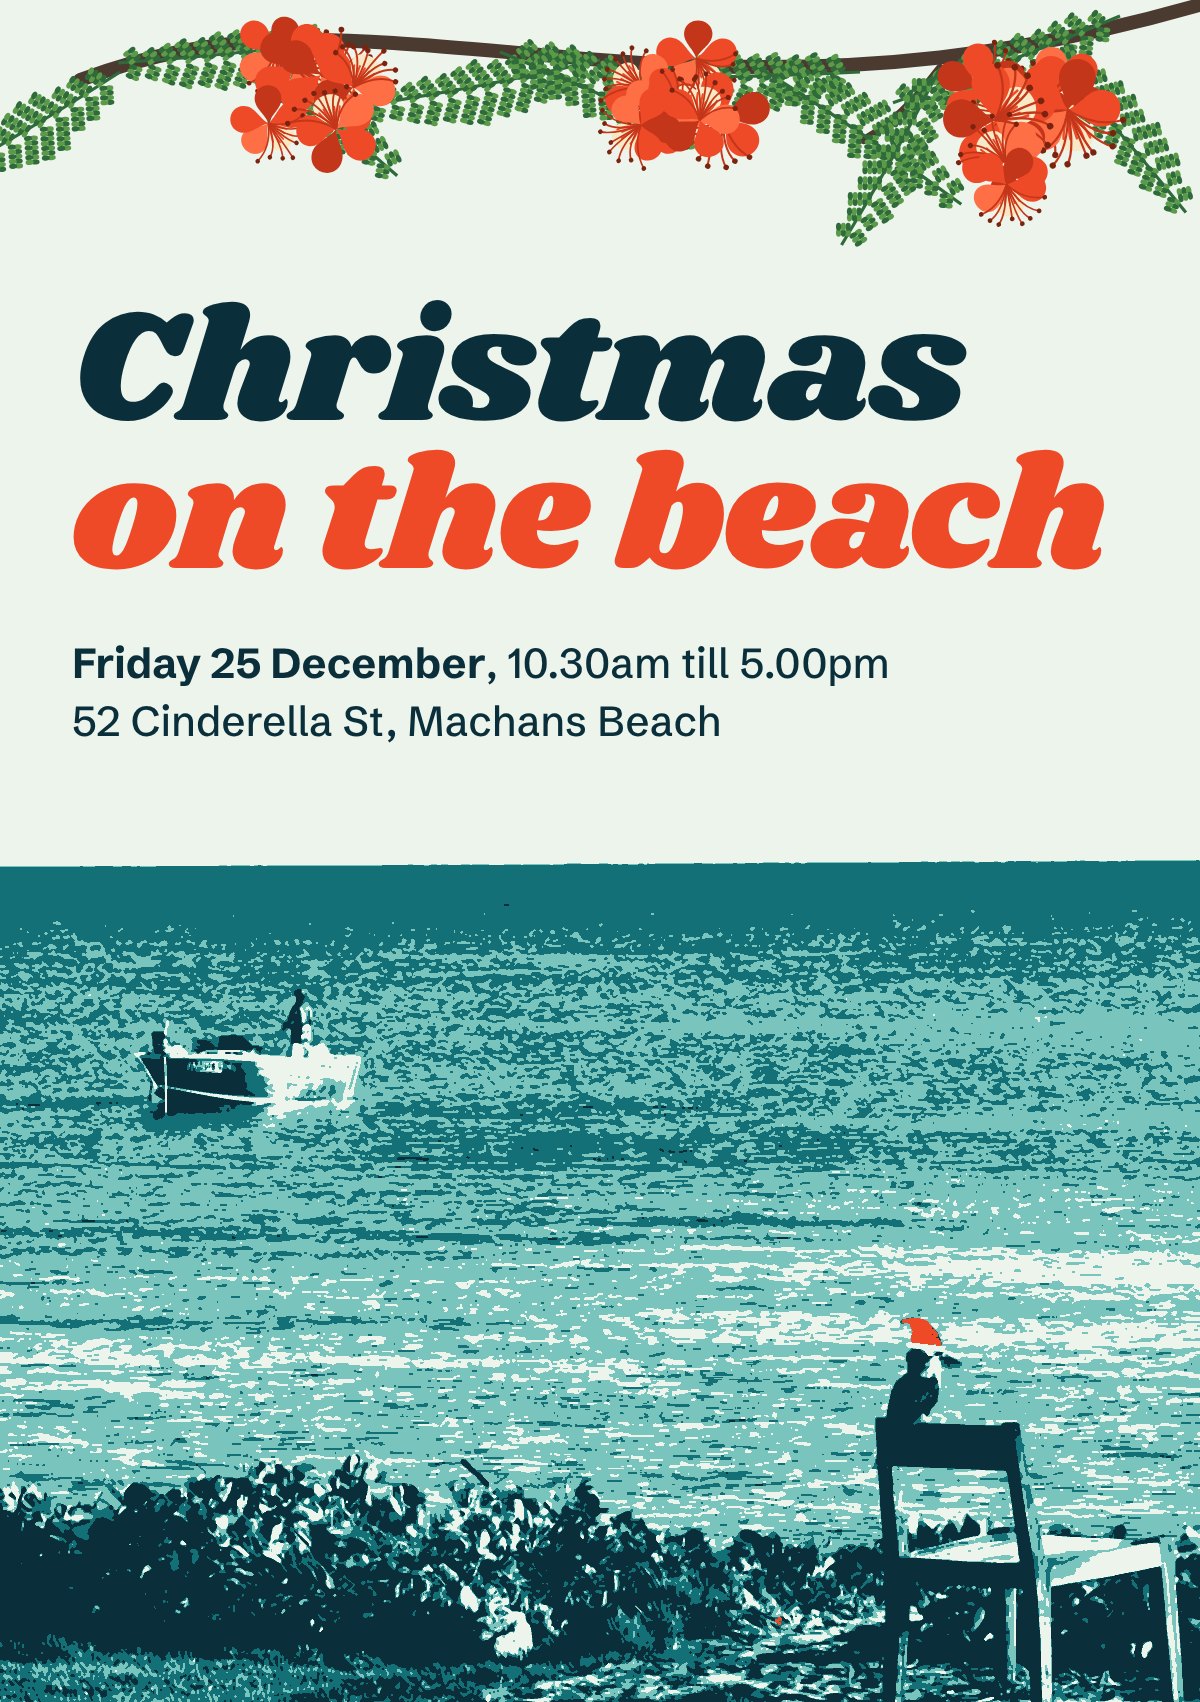 Christmas
on the beach
Friday 25 December, 10.30am till 5.00pm
52 Cinderella St, Machans Beach